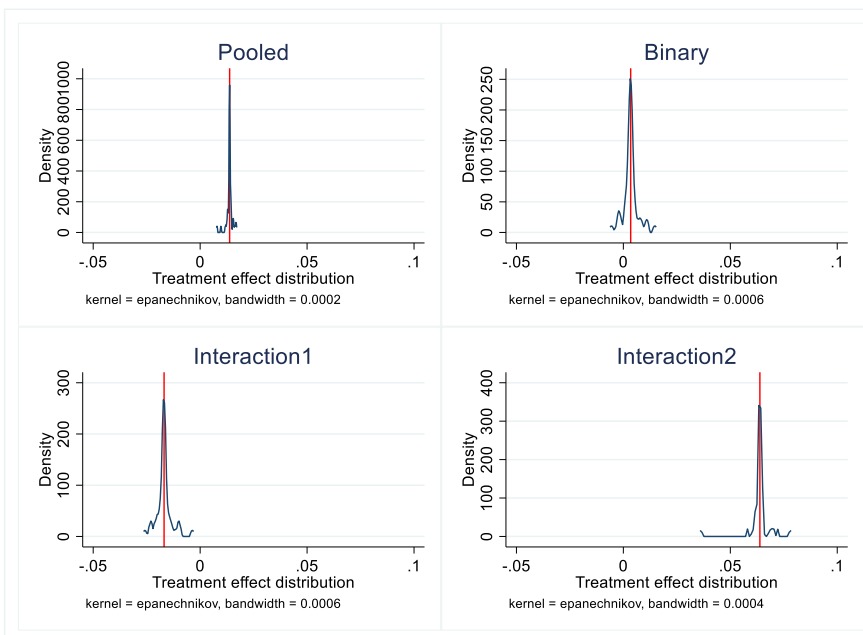 Pooled
Density
0 200 400 600 800 1000
-.05 0 .05 .1
Treatment effect distribution
kernel = epanechnikov, bandwidth = 0.0002
Binary
Density
0 50 100 150 200 250
-.05 0 .05 .1
Treatment effect distribution
kernel = epanechnikov, bandwidth = 0.0006
Interaction1
Density
0 100 200 300
-.05 0 .05 .1
Treatment effect distribution
kernel = epanechnikov, bandwidth = 0.0006
Interaction2
Density
0 100 200 300 400
-.05 0 .05 .1
Treatment effect distribution
kernel = epanechnikov, bandwidth = 0.0004